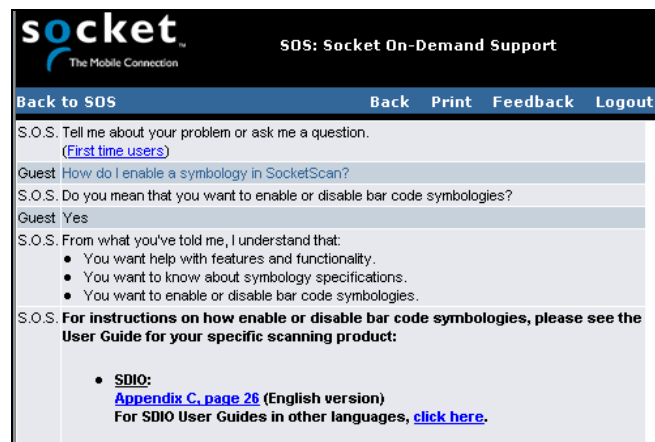 socket™
The Mobile Connection
SOS: Socket On-Demand Support
Back to SOS Back Print Feedback Logout
S.O.S. Tell me about your problem or ask me a question.
(First time users)
Guest How do I enable a symbology in SocketScan?
S.O.S. Do you mean that you want to enable or disable bar code symbologies?
Guest Yes
S.O.S. From what you've told me, I understand that:
● You want help with features and functionality.
● You want to know about symbology specifications.
● You want to enable or disable bar code symbologies.
S.O.S. For instructions on how enable or disable bar code symbologies, please see the
User Guide for your specific scanning product:
● SDIO:
Appendix C, page 26 (English version)
For SDIO User Guides in other languages, click here.